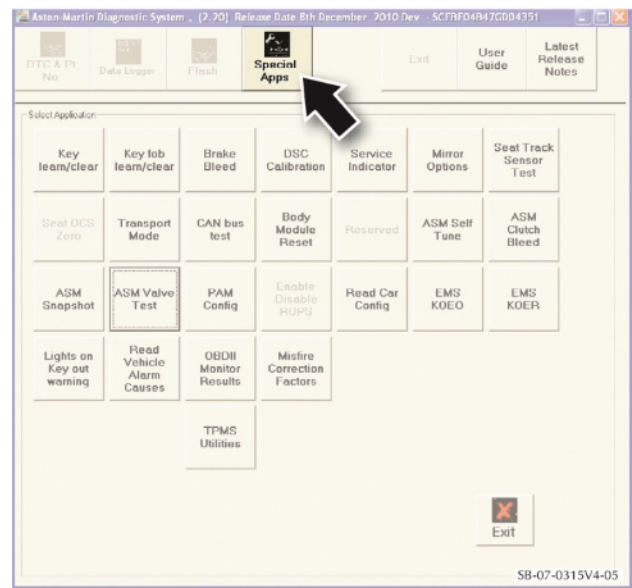 Aston-Martin Diagnostic System , (2.20) Release Date 8th December 2010 Dev - SCFBF04B47GD04351
DTC & Pt No
Data Logger
Flash
Special
Apps
Exit
User
Guide
Latest
Release
Notes
Select Application
Key
learn/clear
Key fob
learn/clear
Brake
Bleed
DSC
Calibration
Service
Indicator
Mirror
Options
Seat Track
Sensor
Test
Seat OCS
Zero
Transport
Mode
CAN bus
test
Body
Module
Reset
Reserved
ASM Self
Tune
ASM
Clutch
Bleed
ASM
Snapshot
ASM Valve
Test
PAM
Config
Enable
Disable
ROPS
Read Car
Config
EMS
KOEO
EMS
KOER
Lights on
Key out
warning
Read
Vehicle
Alarm
Causes
OBDII
Monitor
Results
Misfire
Correction
Factors
TPMS
Utilities
Exit
SB-07-0315V4-05